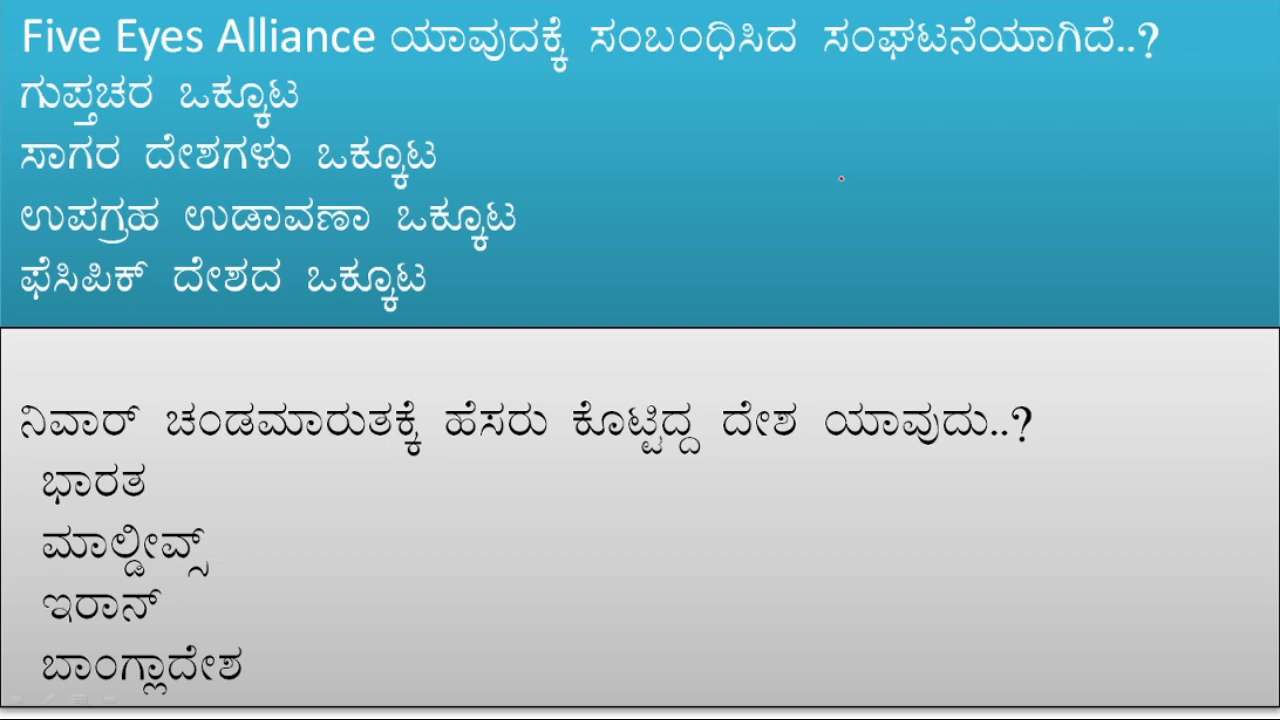 Five Eyes Alliance ಯಾವುದಕ್ಕೆ ಸಂಬಂಧಿಸಿದ ಸಂಘಟನೆಯಾಗಿದೆ..?
ಗುಪ್ತಚರ ಒಕ್ಕೂಟ
ಸಾಗರ ದೇಶಗಳು ಒಕ್ಕೂಟ
ಉಪಗ್ರಹ ಉಡಾವಣಾ ಒಕ್ಕೂಟ
ಫೆಸಿಪಿಕ್ ದೇಶದ ಒಕ್ಕೂಟ
ನಿವಾರ್ ಚಂಡಮಾರುತಕ್ಕೆ ಹೆಸರು ಕೊಟ್ಟಿದ್ದ ದೇಶ ಯಾವುದು..?
ಭಾರತ
ಮಾಲ್ಡೀವ್ಸ್
ಇರಾನ್
ಬಾಂಗ್ಲಾದೇಶ